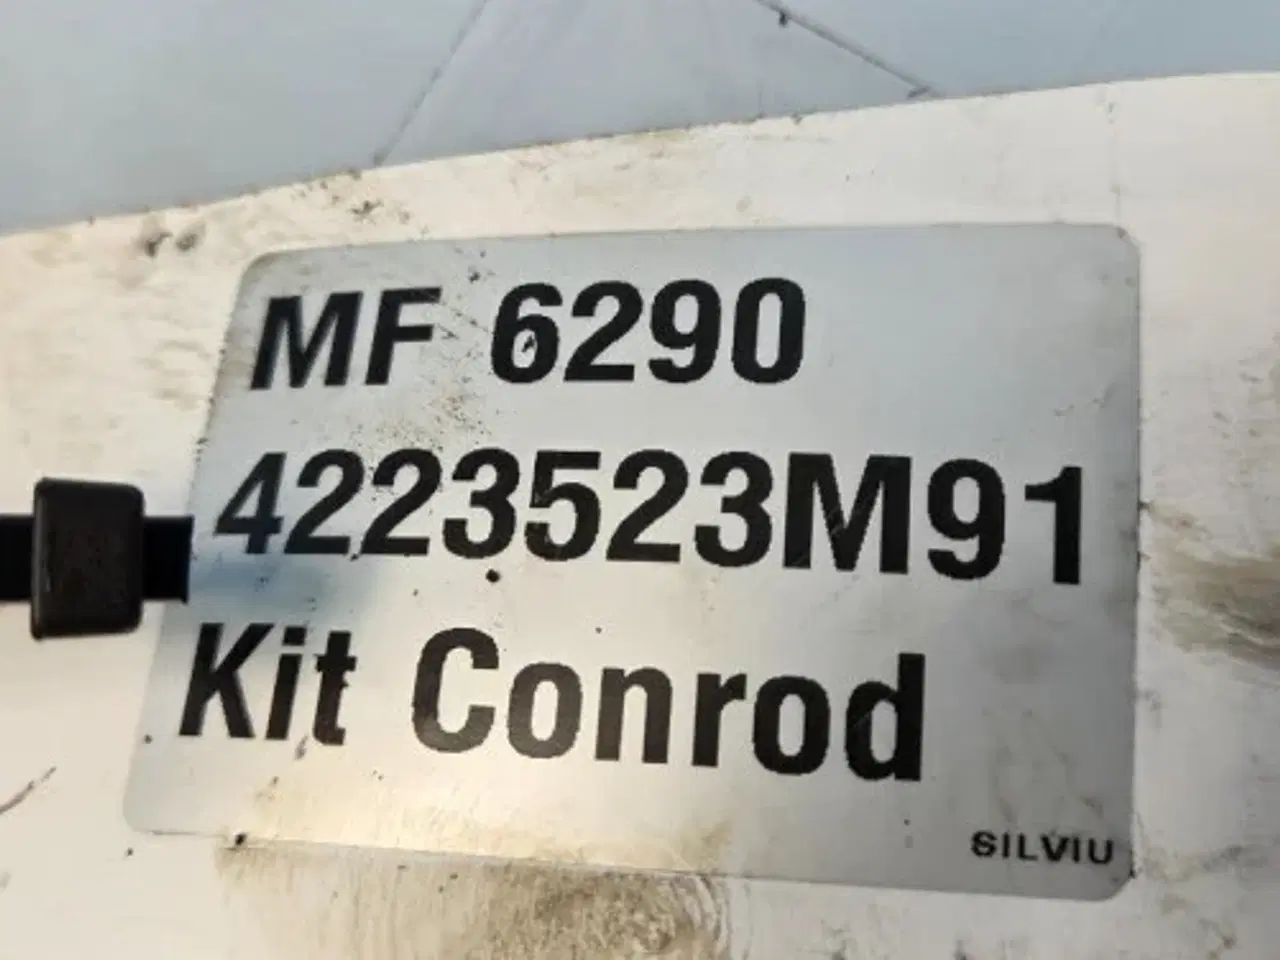 MF 6290
4223523M91
Kit Conrod
SILVIU